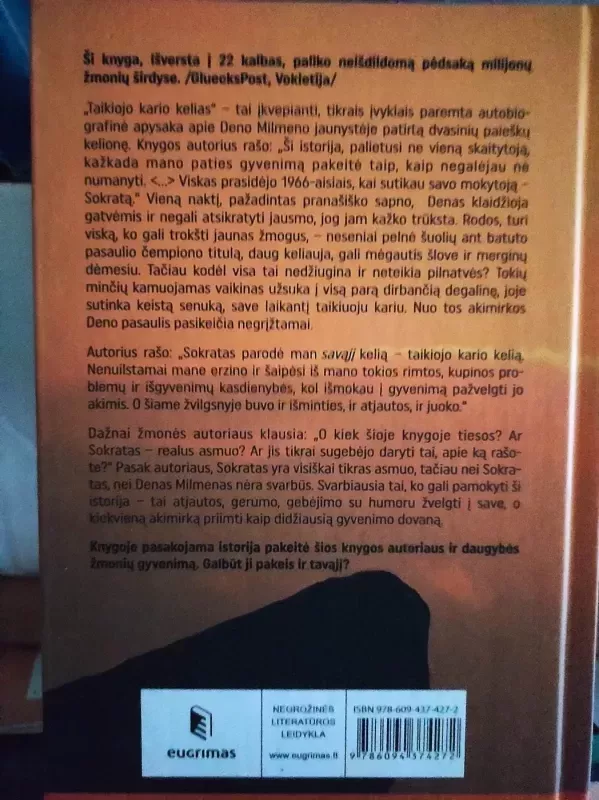 Ši knyga, išversta į 22 kalbas, paliko neišdildomą pėdsaką milijonų
žmonių širdyse. /GlueeksPost, Vokietija/
„Taikiojo kario kelias“ – tai įkvepianti, tikrais įvykiais paremta autobio-
grafinė apysaka apie Deno Milmeno jaunystėje patirtą dvasinių paieškų
kelionę. Knygos autorius rašo: „Ši istorija, palietusi ne vieną skaitytoją,
kažkada mano paties gyvenimą pakeitė taip, kaip negalėjau nė
numanyti. <...> Viskas prasidėjo 1966-aisiais, kai sutikau savo mokytoją –
Sokratą.“ Vieną naktį, pažadintas pranašiško sapno, Denas klaidžioja
gatvėmis ir negali atsikratyti jausmo, jog jam kažko trūksta. Rodos, turi
viską, ko gali trokšti jaunas žmogus, – neseniai pelnė šuolių ant batuto
pasaulio čempiono titulą, daug keliauja, gali mėgautis šlove ir merginų
dėmesiu. Tačiau kodėl visa tai nedžiugina ir neteikia pilnatvės? Tokių
minčių kamuojamas vaikinas užsuka į visą parą dirbančią degalinę, joje
sutinka keistą senuką, save laikantį taikiuoju kariu. Nuo tos akimirkos
Deno pasaulis pasikeičia negrįžtamai.
Autorius rašo: „Sokratas parodė man savąjį kelią – taikiojo kario kelią.
Nenuilstamai mane erzino ir šaipėsi iš mano tokios rimtos, kupinos pro-
blemų ir išgyvenimų kasdienybės, kol išmokau į gyvenimą pažvelgti jo
akimis. O šiame žvilgsnyje buvo ir išminties, ir atjautos, ir juoko.“
Dažnai žmonės autoriaus klausia: „O kiek šioje knygoje tiesos? Ar
Sokratas – realus asmuo? Ar jis tikrai sugebėjo daryti tai, apie ką rašo-
te?“ Pasak autoriaus, Sokratas yra visiškai tikras asmuo, tačiau nei Sokra-
tas, nei Denas Milmenas nėra svarbūs. Svarbiausia tai, ko gali pamokyti ši
istorija – tai atjautos, gerumo, gebėjimo su humoru žvelgti į save, o
kiekvieną akimirką priimti kaip didžiausią gyvenimo dovaną.
Knygoje pasakojama istorija pakeitė šios knygos autoriaus ir daugybės
žmonių gyvenimą. Galbūt ji pakeis ir tavąjį?
eugrimas
NEGROŽINĖS
LITERATŪROS
LEIDYKLA
www.eugrimas.lt
ISBN 978-609-437-427-2
9 786094 374272